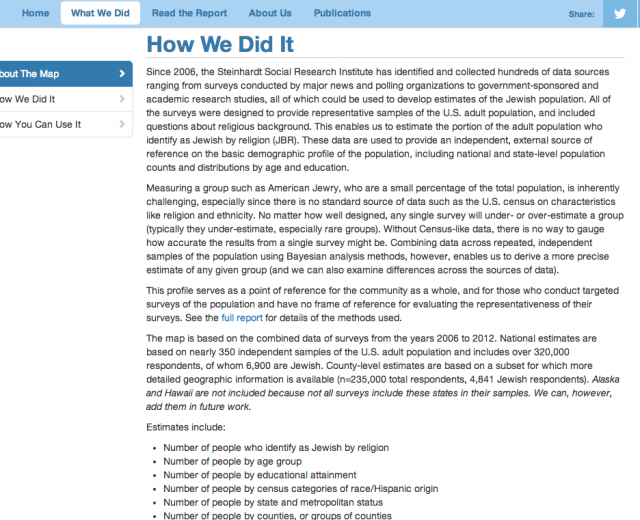 Home What We Did Read the Report About Us Publications Share:
How We Did It
bout The Map
ow We Did It
ow You Can Use It
Since 2006, the Steinhardt Social Research Institute has identified and collected hundreds of data sources
ranging from surveys conducted by major news and polling organizations to government-sponsored and
academic research studies, all of which could be used to develop estimates of the Jewish population. All of
the surveys were designed to provide representative samples of the U.S. adult population, and included
questions about religious background. This enables us to estimate the portion of the adult population who
identify as Jewish by religion (JBR). These data are used to provide an independent, external source of
reference on the basic demographic profile of the population, including national and state-level population
counts and distributions by age and education.
Measuring a group such as American Jewry, who are a small percentage of the total population, is inherently
challenging, especially since there is no standard source of data such as the U.S. census on characteristics
like religion and ethnicity. No matter how well designed, any single survey will under- or over-estimate a group
(typically they under-estimate, especially rare groups). Without Census-like data, there is no way to gauge
how accurate the results from a single survey might be. Combining data across repeated, independent
samples of the population using Bayesian analysis methods, however, enables us to derive a more precise
estimate of any given group (and we can also examine differences across the sources of data).
This profile serves as a point of reference for the community as a whole, and for those who conduct targeted
surveys of the population and have no frame of reference for evaluating the representativeness of their
surveys. See the full report for details of the methods used.
The map is based on the combined data of surveys from the years 2006 to 2012. National estimates are
based on nearly 350 independent samples of the U.S. adult population and includes over 320,000
respondents, of whom 6,900 are Jewish. County-level estimates are based on a subset for which more
detailed geographic information is available (n=235,000 total respondents, 4,841 Jewish respondents). Alaska
and Hawaii are not included because not all surveys include these states in their samples. We can, however,
add them in future work.
Estimates include:
• Number of people who identify as Jewish by religion
• Number of people by age group
• Number of people by educational attainment
• Number of people by census categories of race/Hispanic origin
• Number of people by state and metropolitan status
• Number of people by counties, or groups of counties